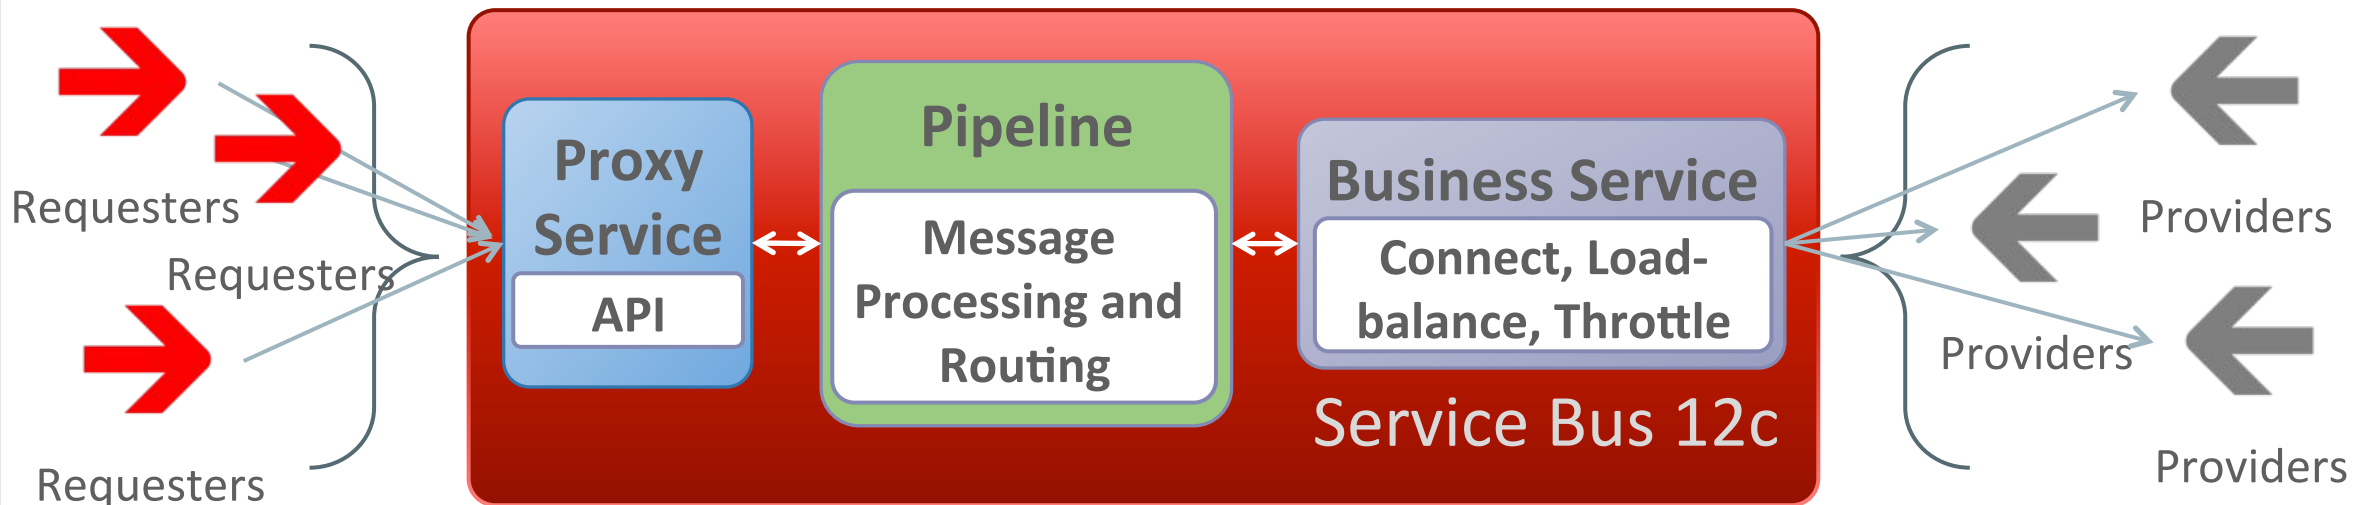 Requesters
Requesters
Requesters
Proxy
Service
API
Pipeline
Message
Processing and
Routing
Business Service
Connect, Load-
balance, Throttle
Service Bus 12c
Providers
Providers
Providers